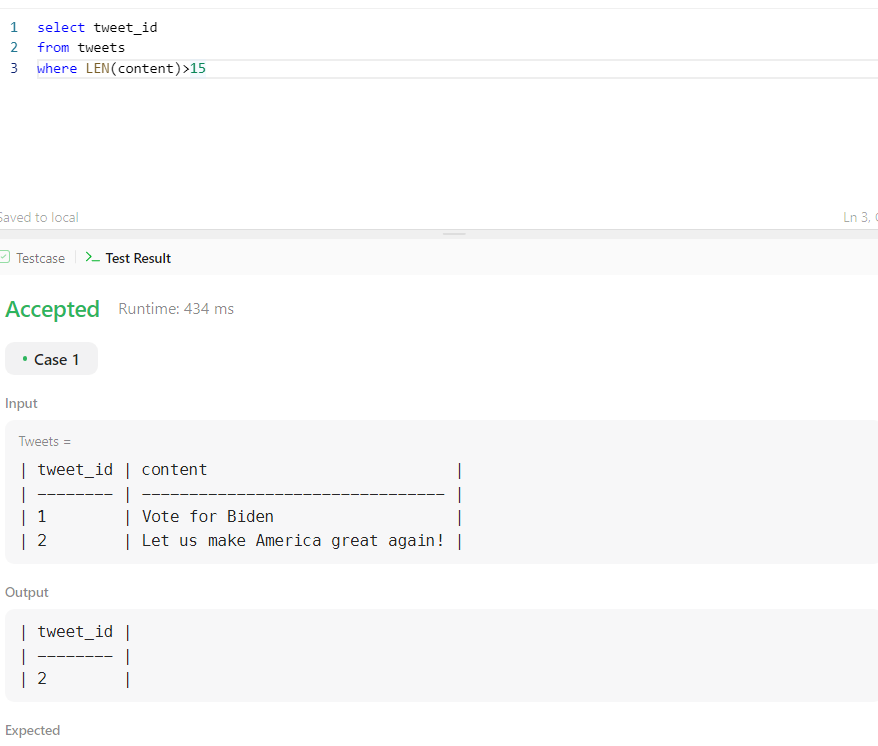 1 select tweet_id
2 from tweets
3 where LEN(content)>15
Saved to local
Ln 3,
Testcase
Test Result
Accepted Runtime: 434 ms
• Case 1
Input
Tweets =
| tweet_id | content                          |
| -------- | -------------------------------- |
| 1        | Vote for Biden                   |
| 2        | Let us make America great again! |
Output
| tweet_id |
| -------- |
| 2        |
Expected